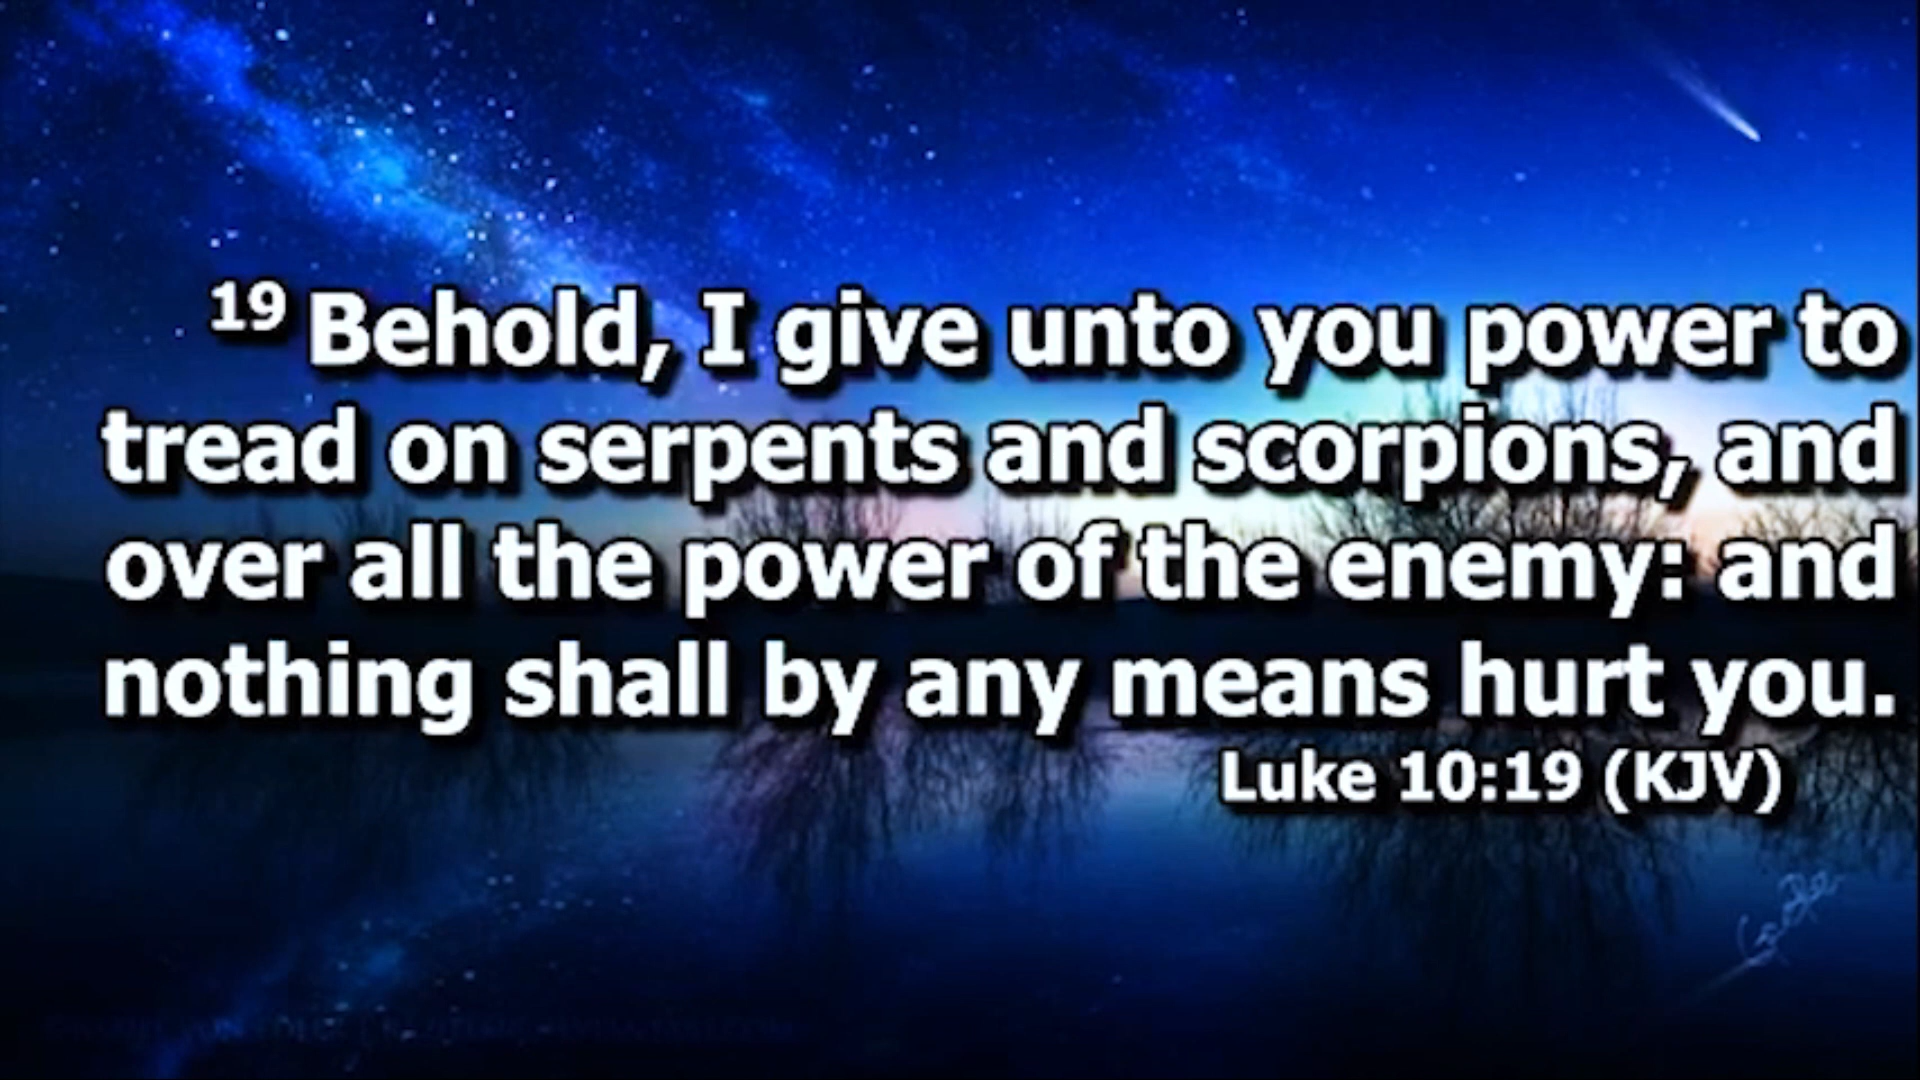 19 Behold, I give unto you power to
tread on serpents and scorpions, and
over all the power of the enemy: and
nothing shall by any means hurt you.
Luke 10:19 (KJV)